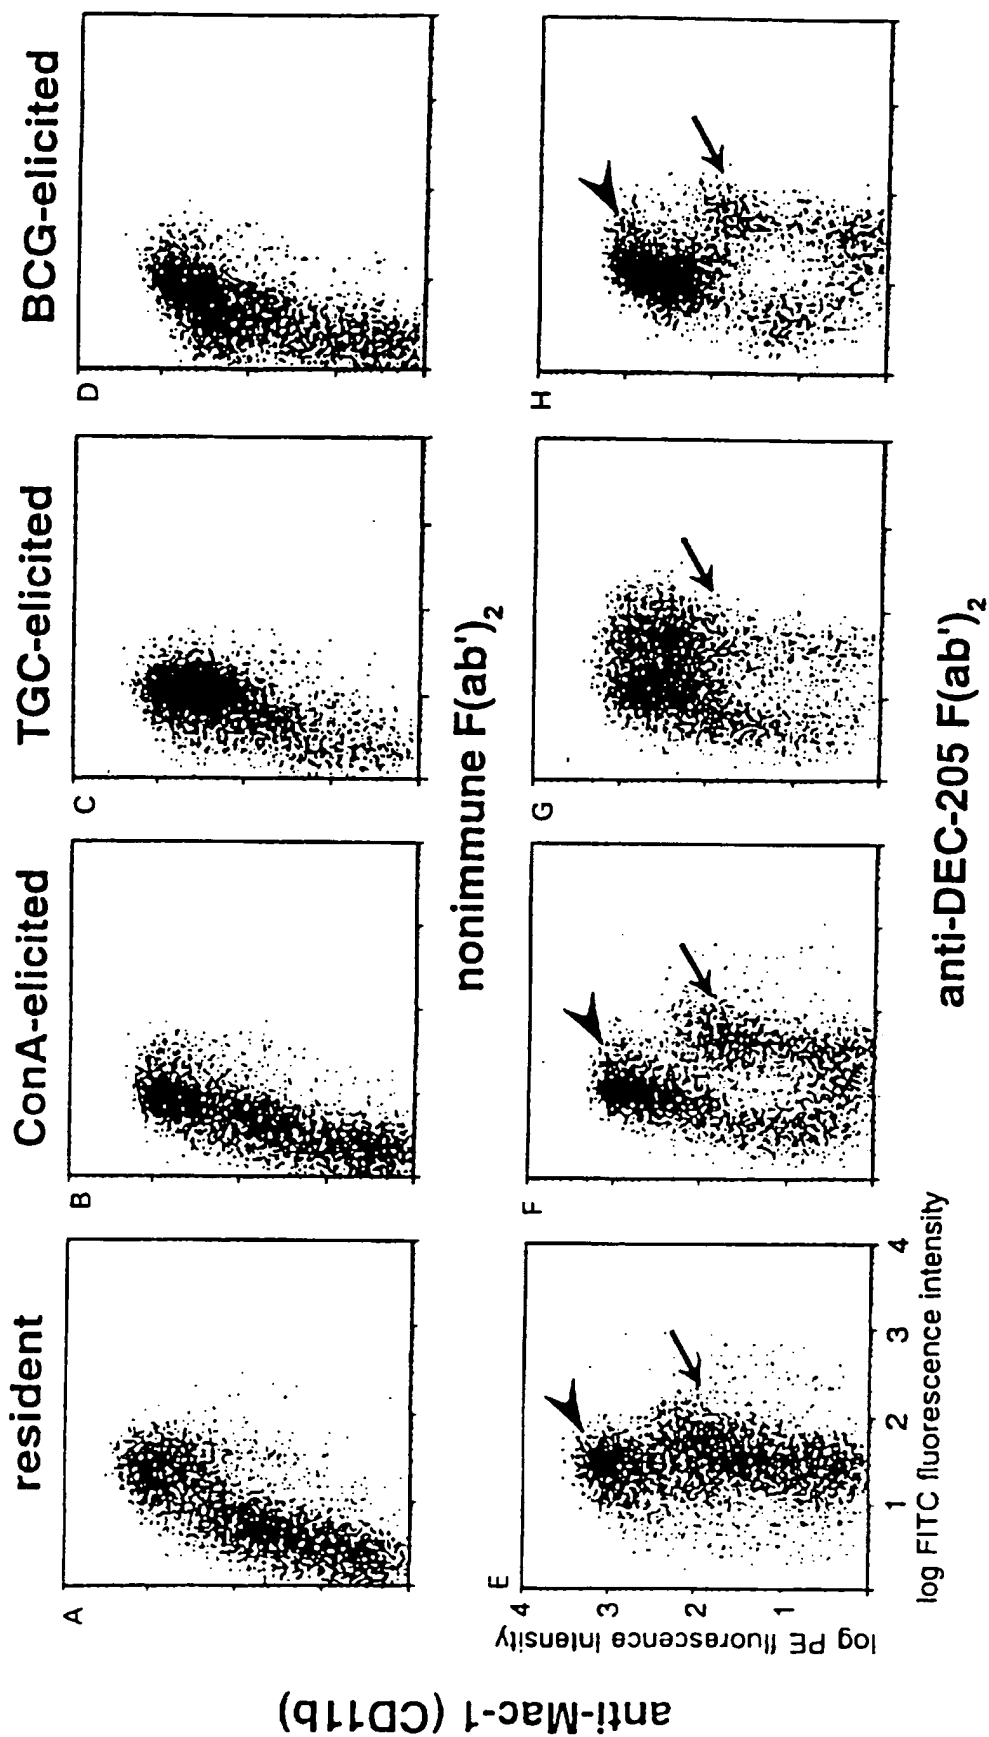 resident
ConA-elicited
TGC-elicited
BCG-elicited
A
B
C
D
nonimmune F(ab')2
anti-Mac-1 (CD11b)
E
F
G
H
log PE fluorescence intensity
4
3
2
1
1
2
3
4
log FITC fluorescence intensity
anti-DEC-205 F(ab')2